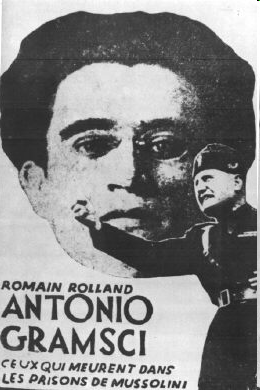 ROMAIN ROLLAND
ANTONIO
GRAMSCI
CEUX QUI MEURENT DANS
LES PRISONS DE MUSSOLINI